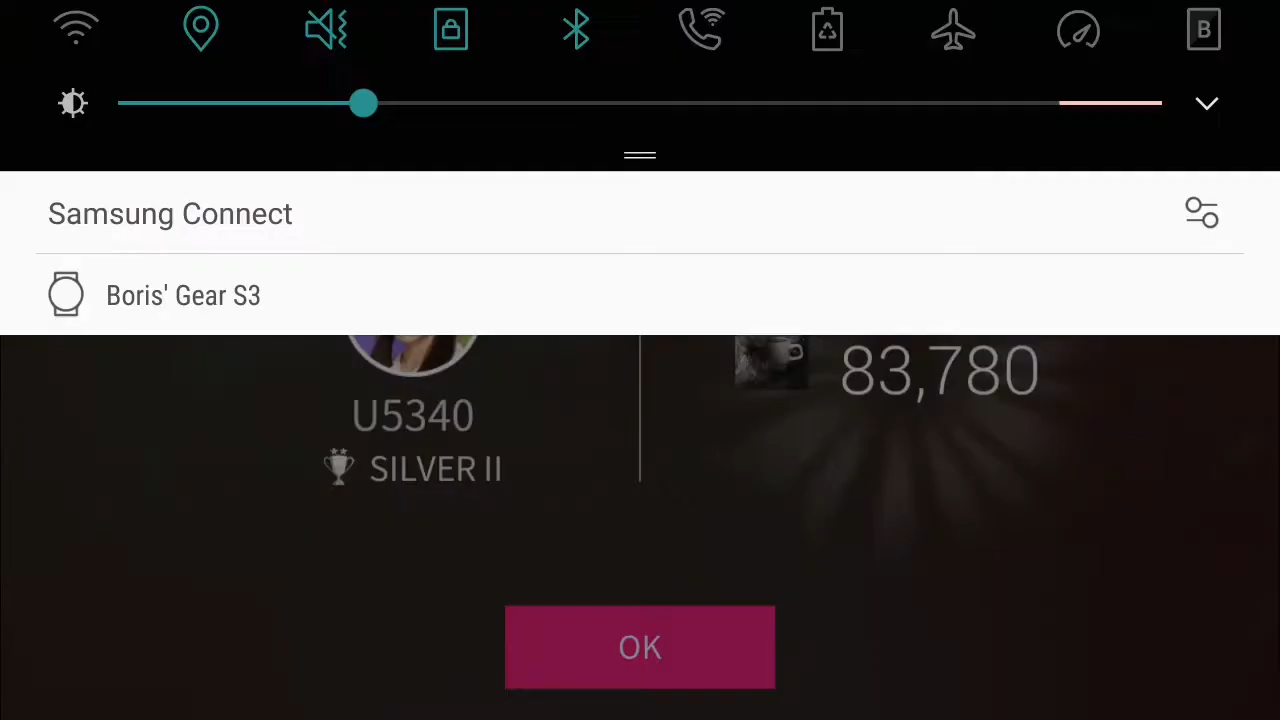 B
Samsung Connect
Boris' Gear S3
83,780
U5340
SILVER II
OK